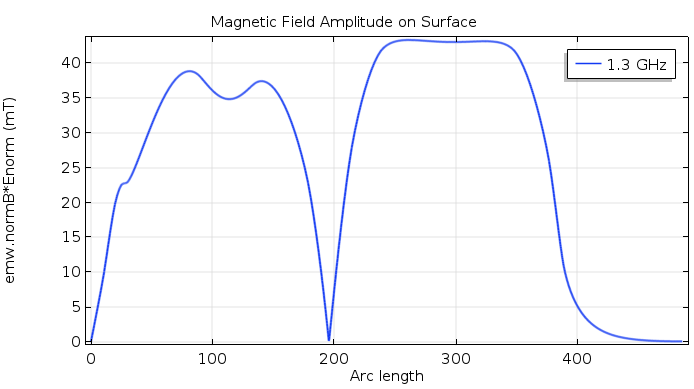 Magnetic Field Amplitude on Surface
emw.normB*Enorm (mT)
40
35
30
25
20
15
10
5
0
1.3 GHz
0 100 200 300 400
Arc length